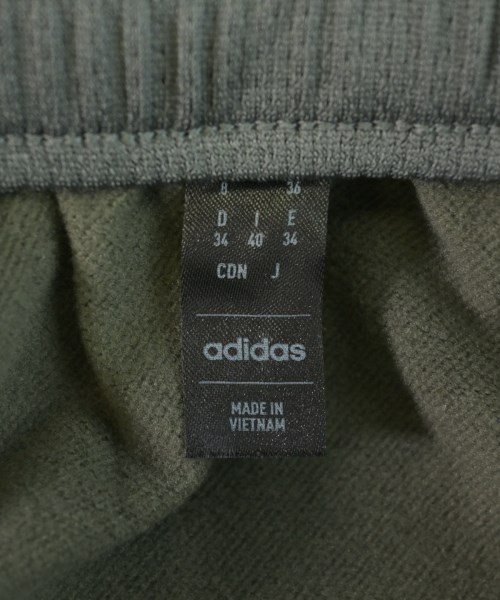 8 36
D I E
34 40 34
CDN J
adidas
MADE IN
VIETNAM